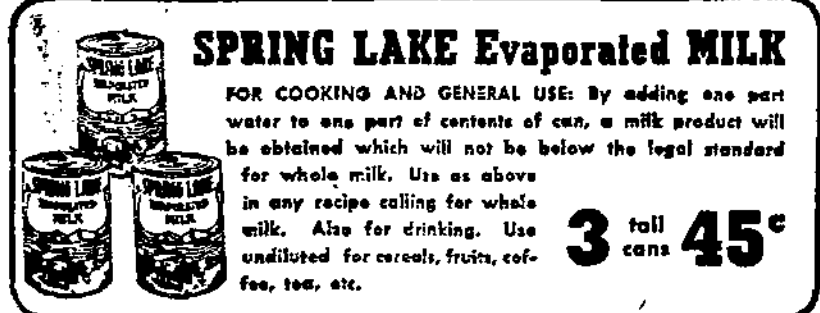 SPRING LAKE Evaporated MILK
FOR COOKING AND GENERAL USE: By adding one part
water to one part of contents of can, a milk product will
be obtained which will not be below the legal standard
for whole milk. Use as above
in any recipe calling for whole
milk. Also for drinking. Use
undiluted for cereals, fruits, cof-
fee, tea, etc.
3 tall cans 45c
SPRING LAKE
EVAPORATED
MILK
SPRING LAKE
EVAPORATED
MILK
SPRING LAKE
EVAPORATED
MILK